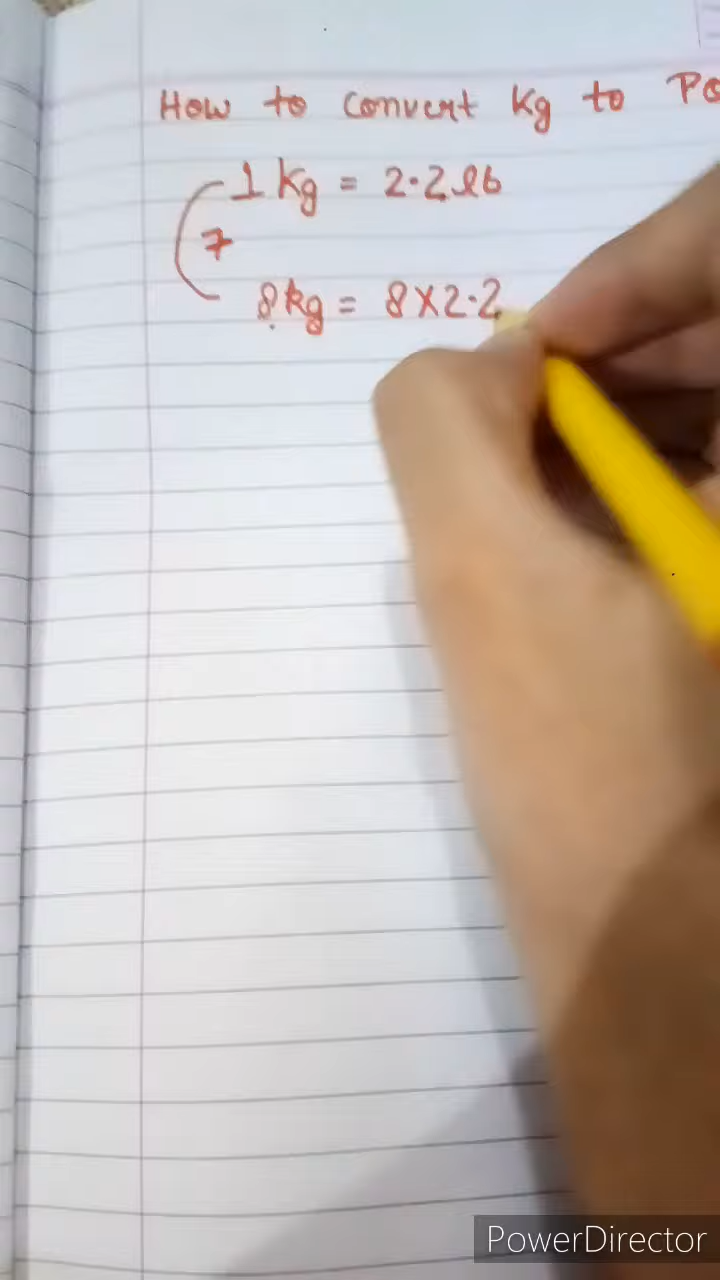 How to convert kg to Po
1 kg = 2.2 lb
7
8 kg = 8 X 2.2
PowerDirector